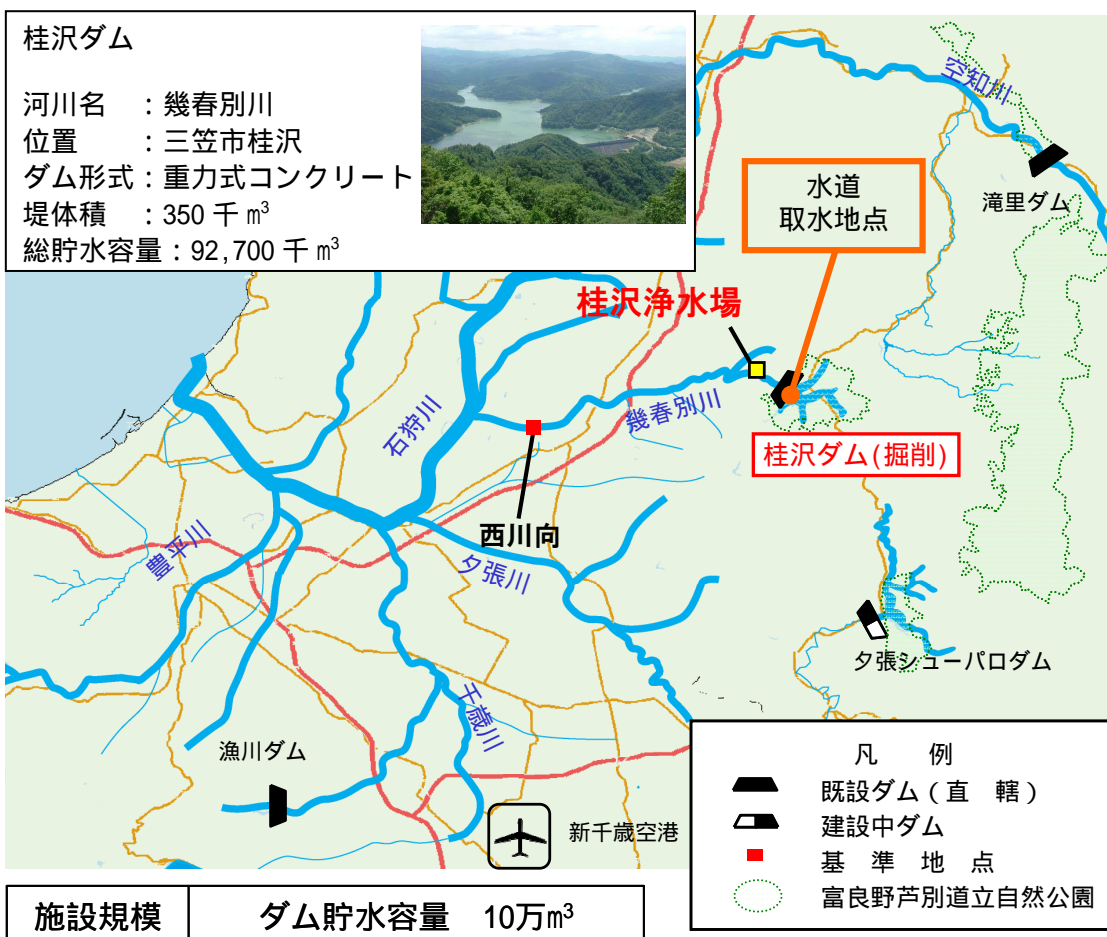 桂沢ダム
河川名　：幾春別川
位置　　：三笠市桂沢
ダム形式：重力式コンクリート
堤体積　：350千㎥
総貯水容量：92,700千㎥
空知川
滝里ダム
水道
取水地点
桂沢浄水場
幾春別川
石狩川
桂沢ダム(掘削)
西川向
夕張川
豊平川
夕張シューパロダム
千歳川
漁川ダム
新千歳空港
凡　例
既設ダム（直　轄）
建設中ダム
基　準　地　点
富良野芦別道立自然公園
施設規模　ダム貯水容量　10万㎥